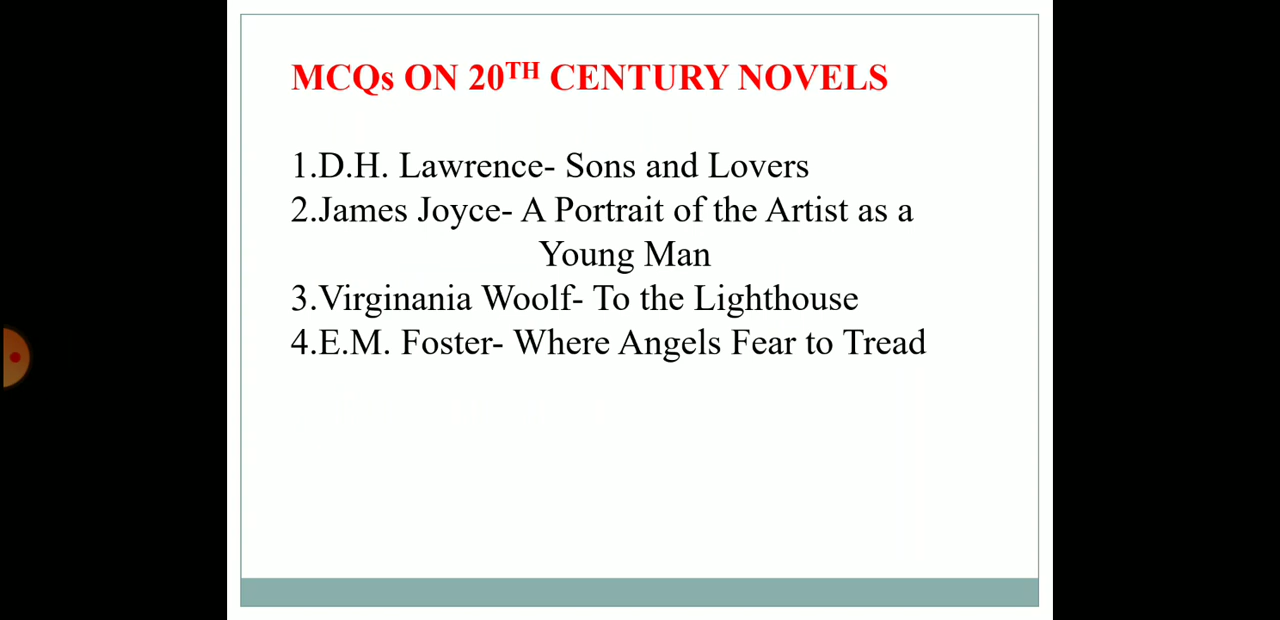 MCQs ON 20TH CENTURY NOVELS
1.D.H. Lawrence- Sons and Lovers
2.James Joyce- A Portrait of the Artist as a
Young Man
3.Virginania Woolf- To the Lighthouse
4.E.M. Foster- Where Angels Fear to Tread